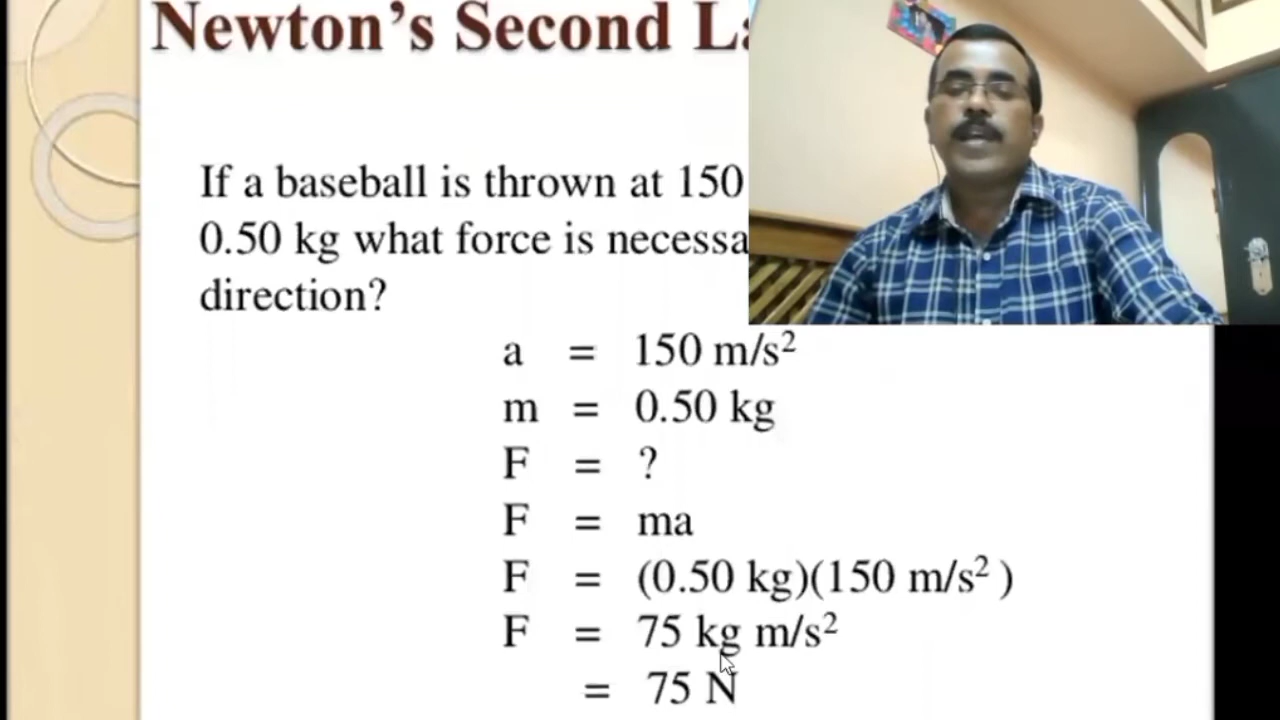 Newton's Second
If a baseball is thrown at 150
0.50 kg what force is
direction?
a = 150 m/s²
m = 0.50 kg
F = ?
F = ma
F = (0.50 kg)(150 m/s² )
F = 75 kg m/s²
= 75 N